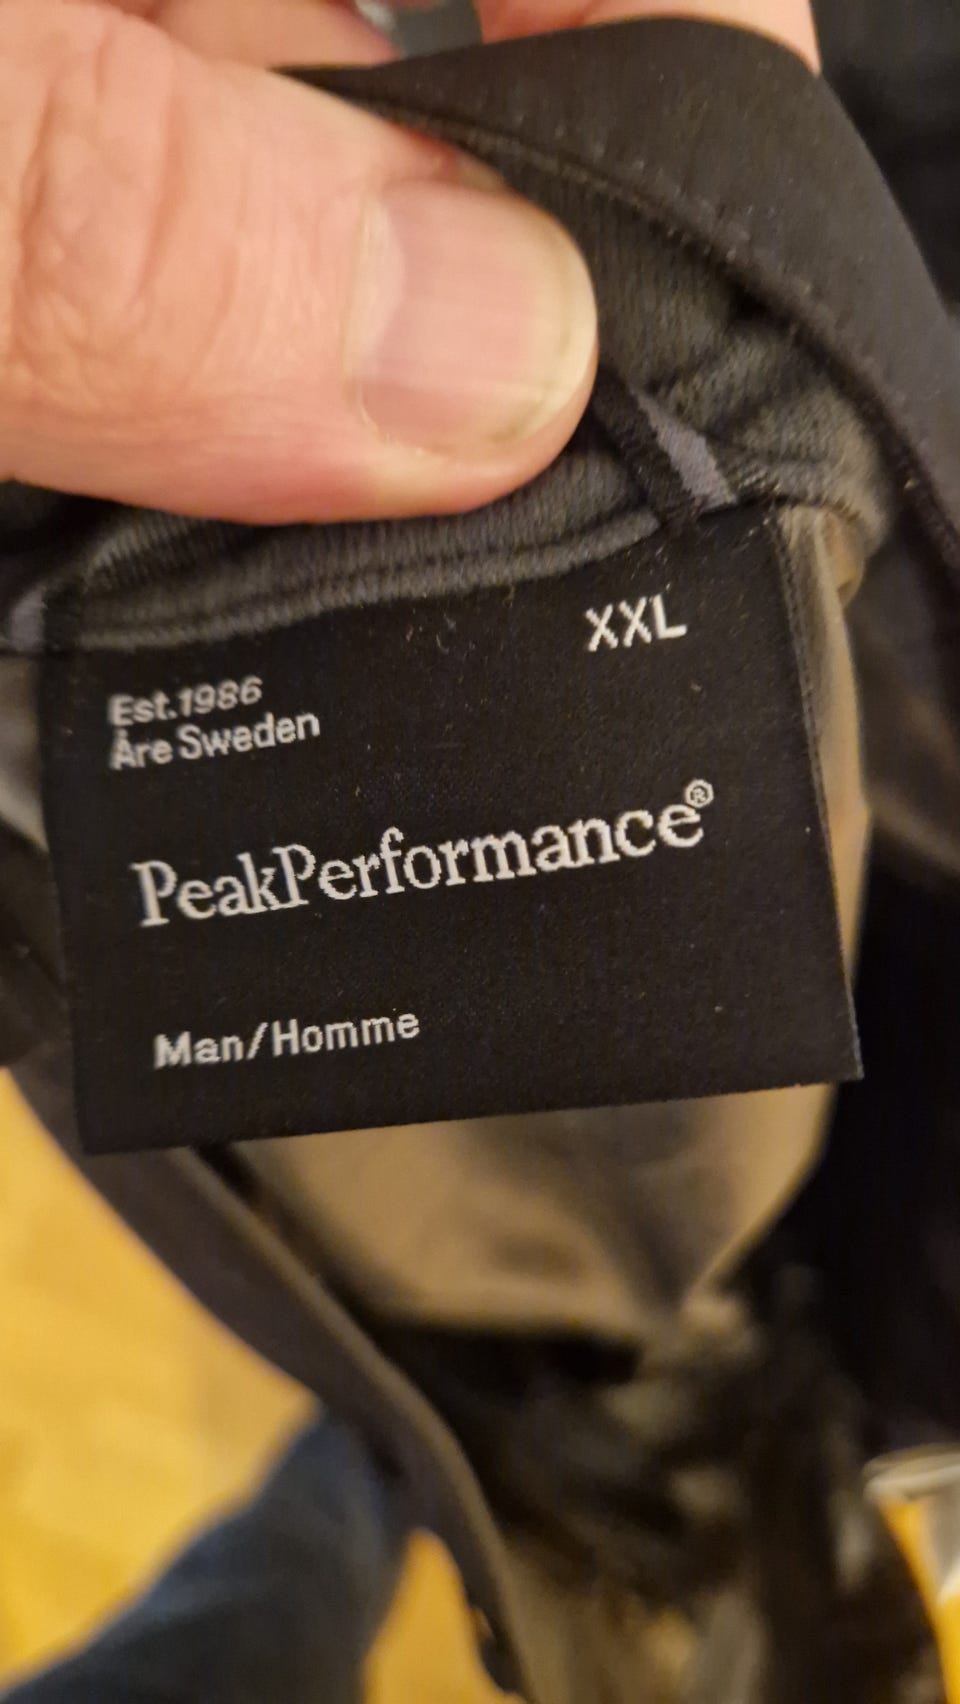 XXL
Est.1986
Åre Sweden
PeakPerformance®
Man/Homme